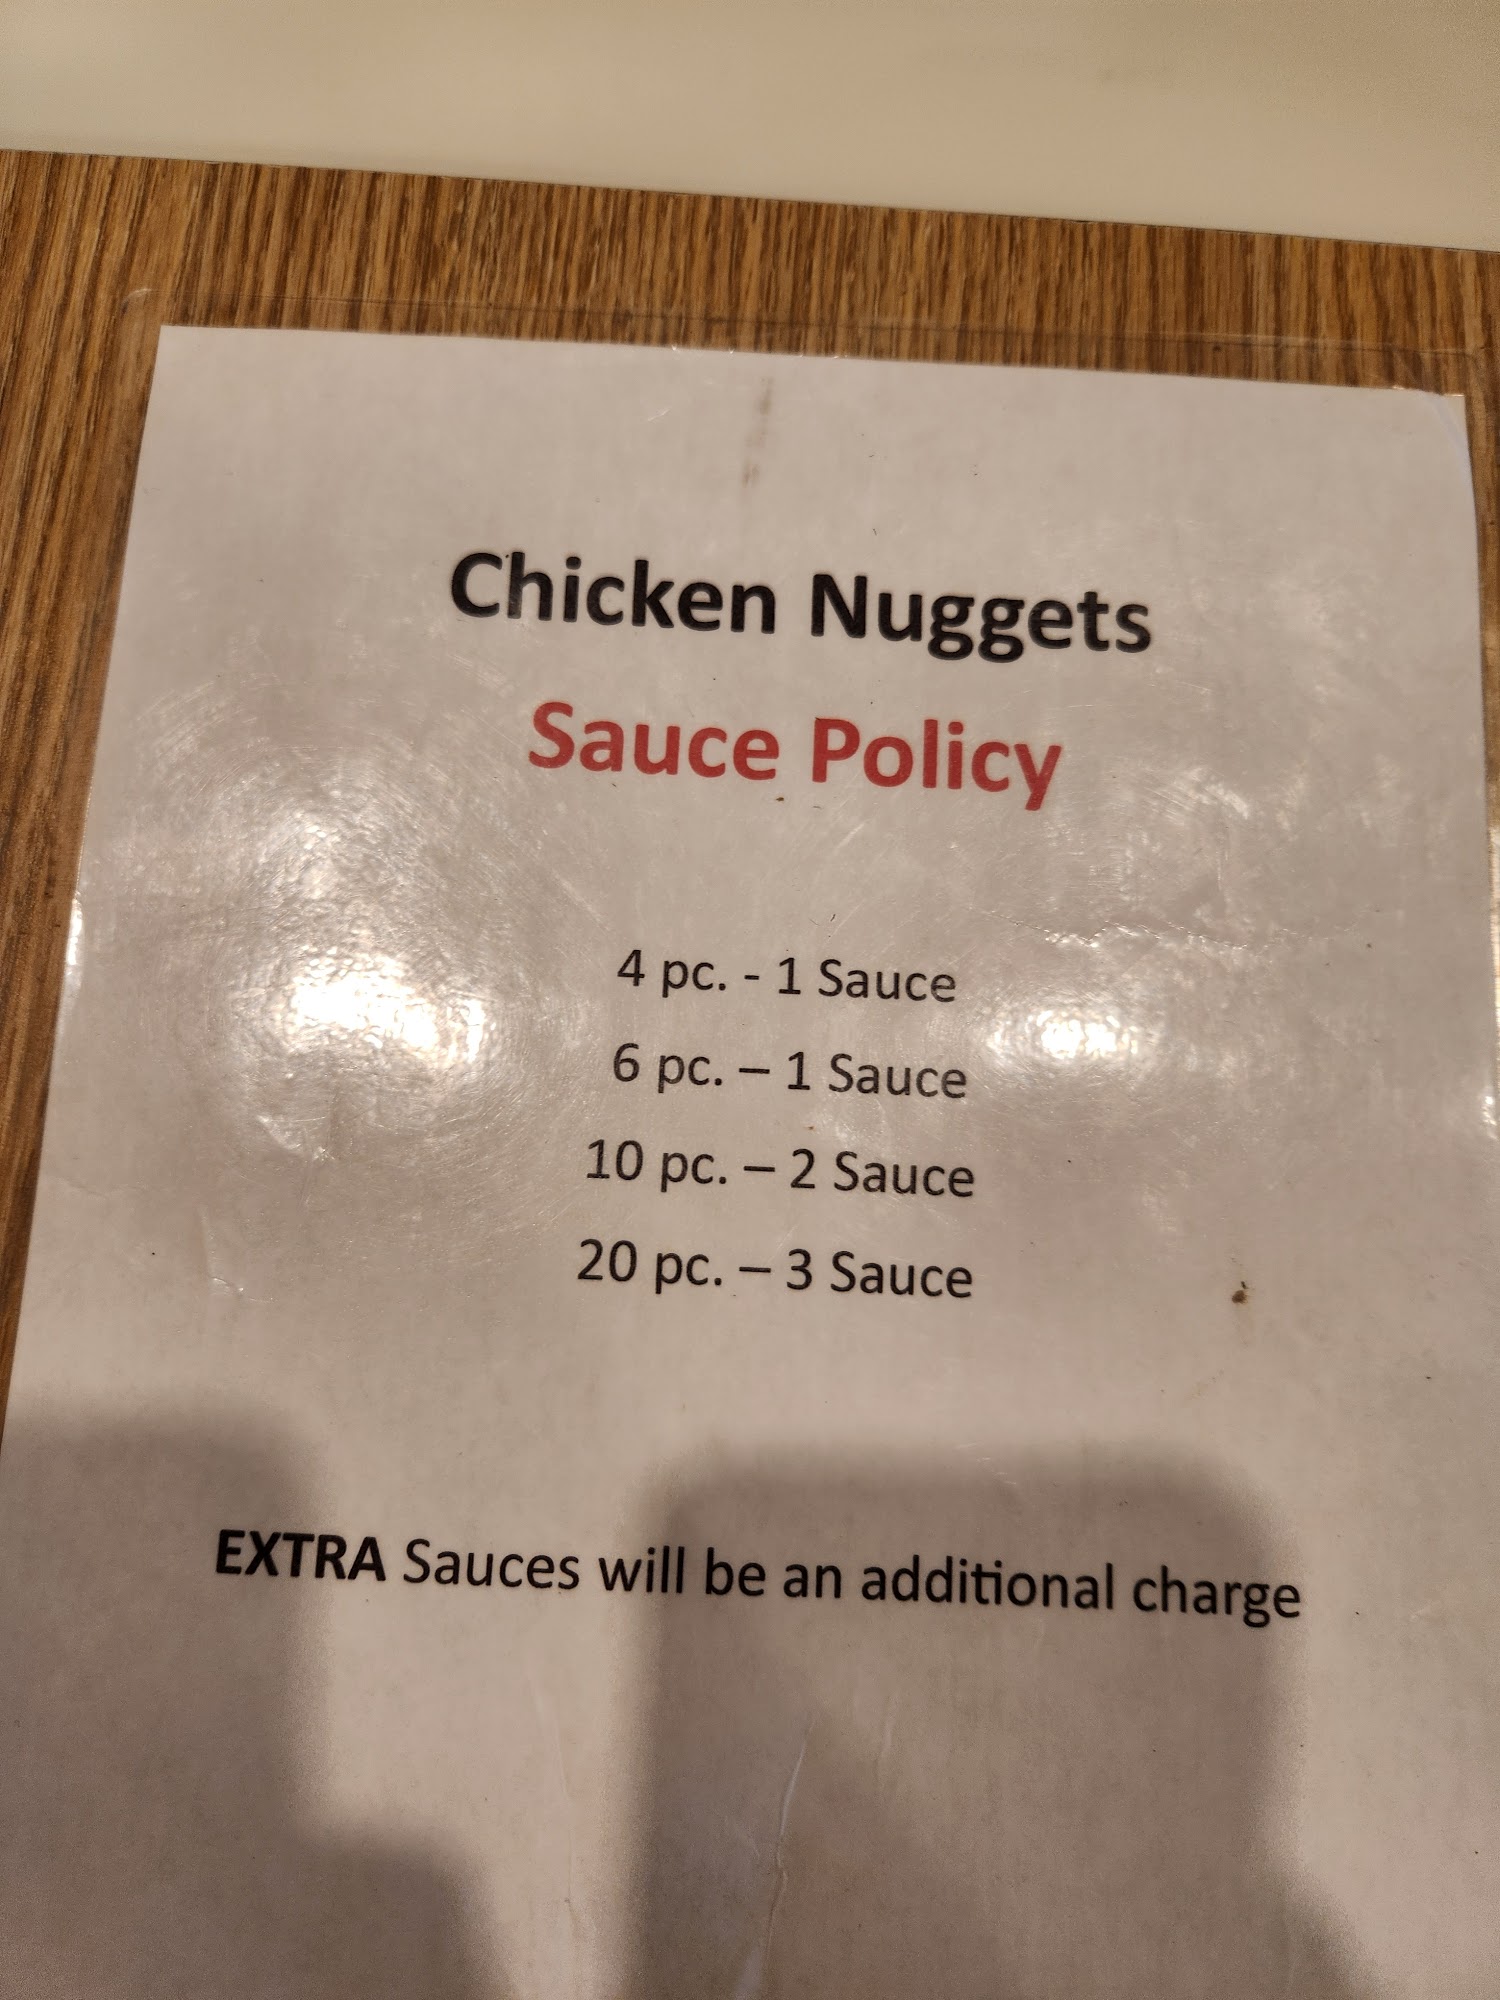 Chicken Nuggets
Sauce Policy
4 pc. - 1 Sauce
6 pc. – 1 Sauce
10 pc. – 2 Sauce
20 pc. – 3 Sauce
EXTRA Sauces will be an additional charge